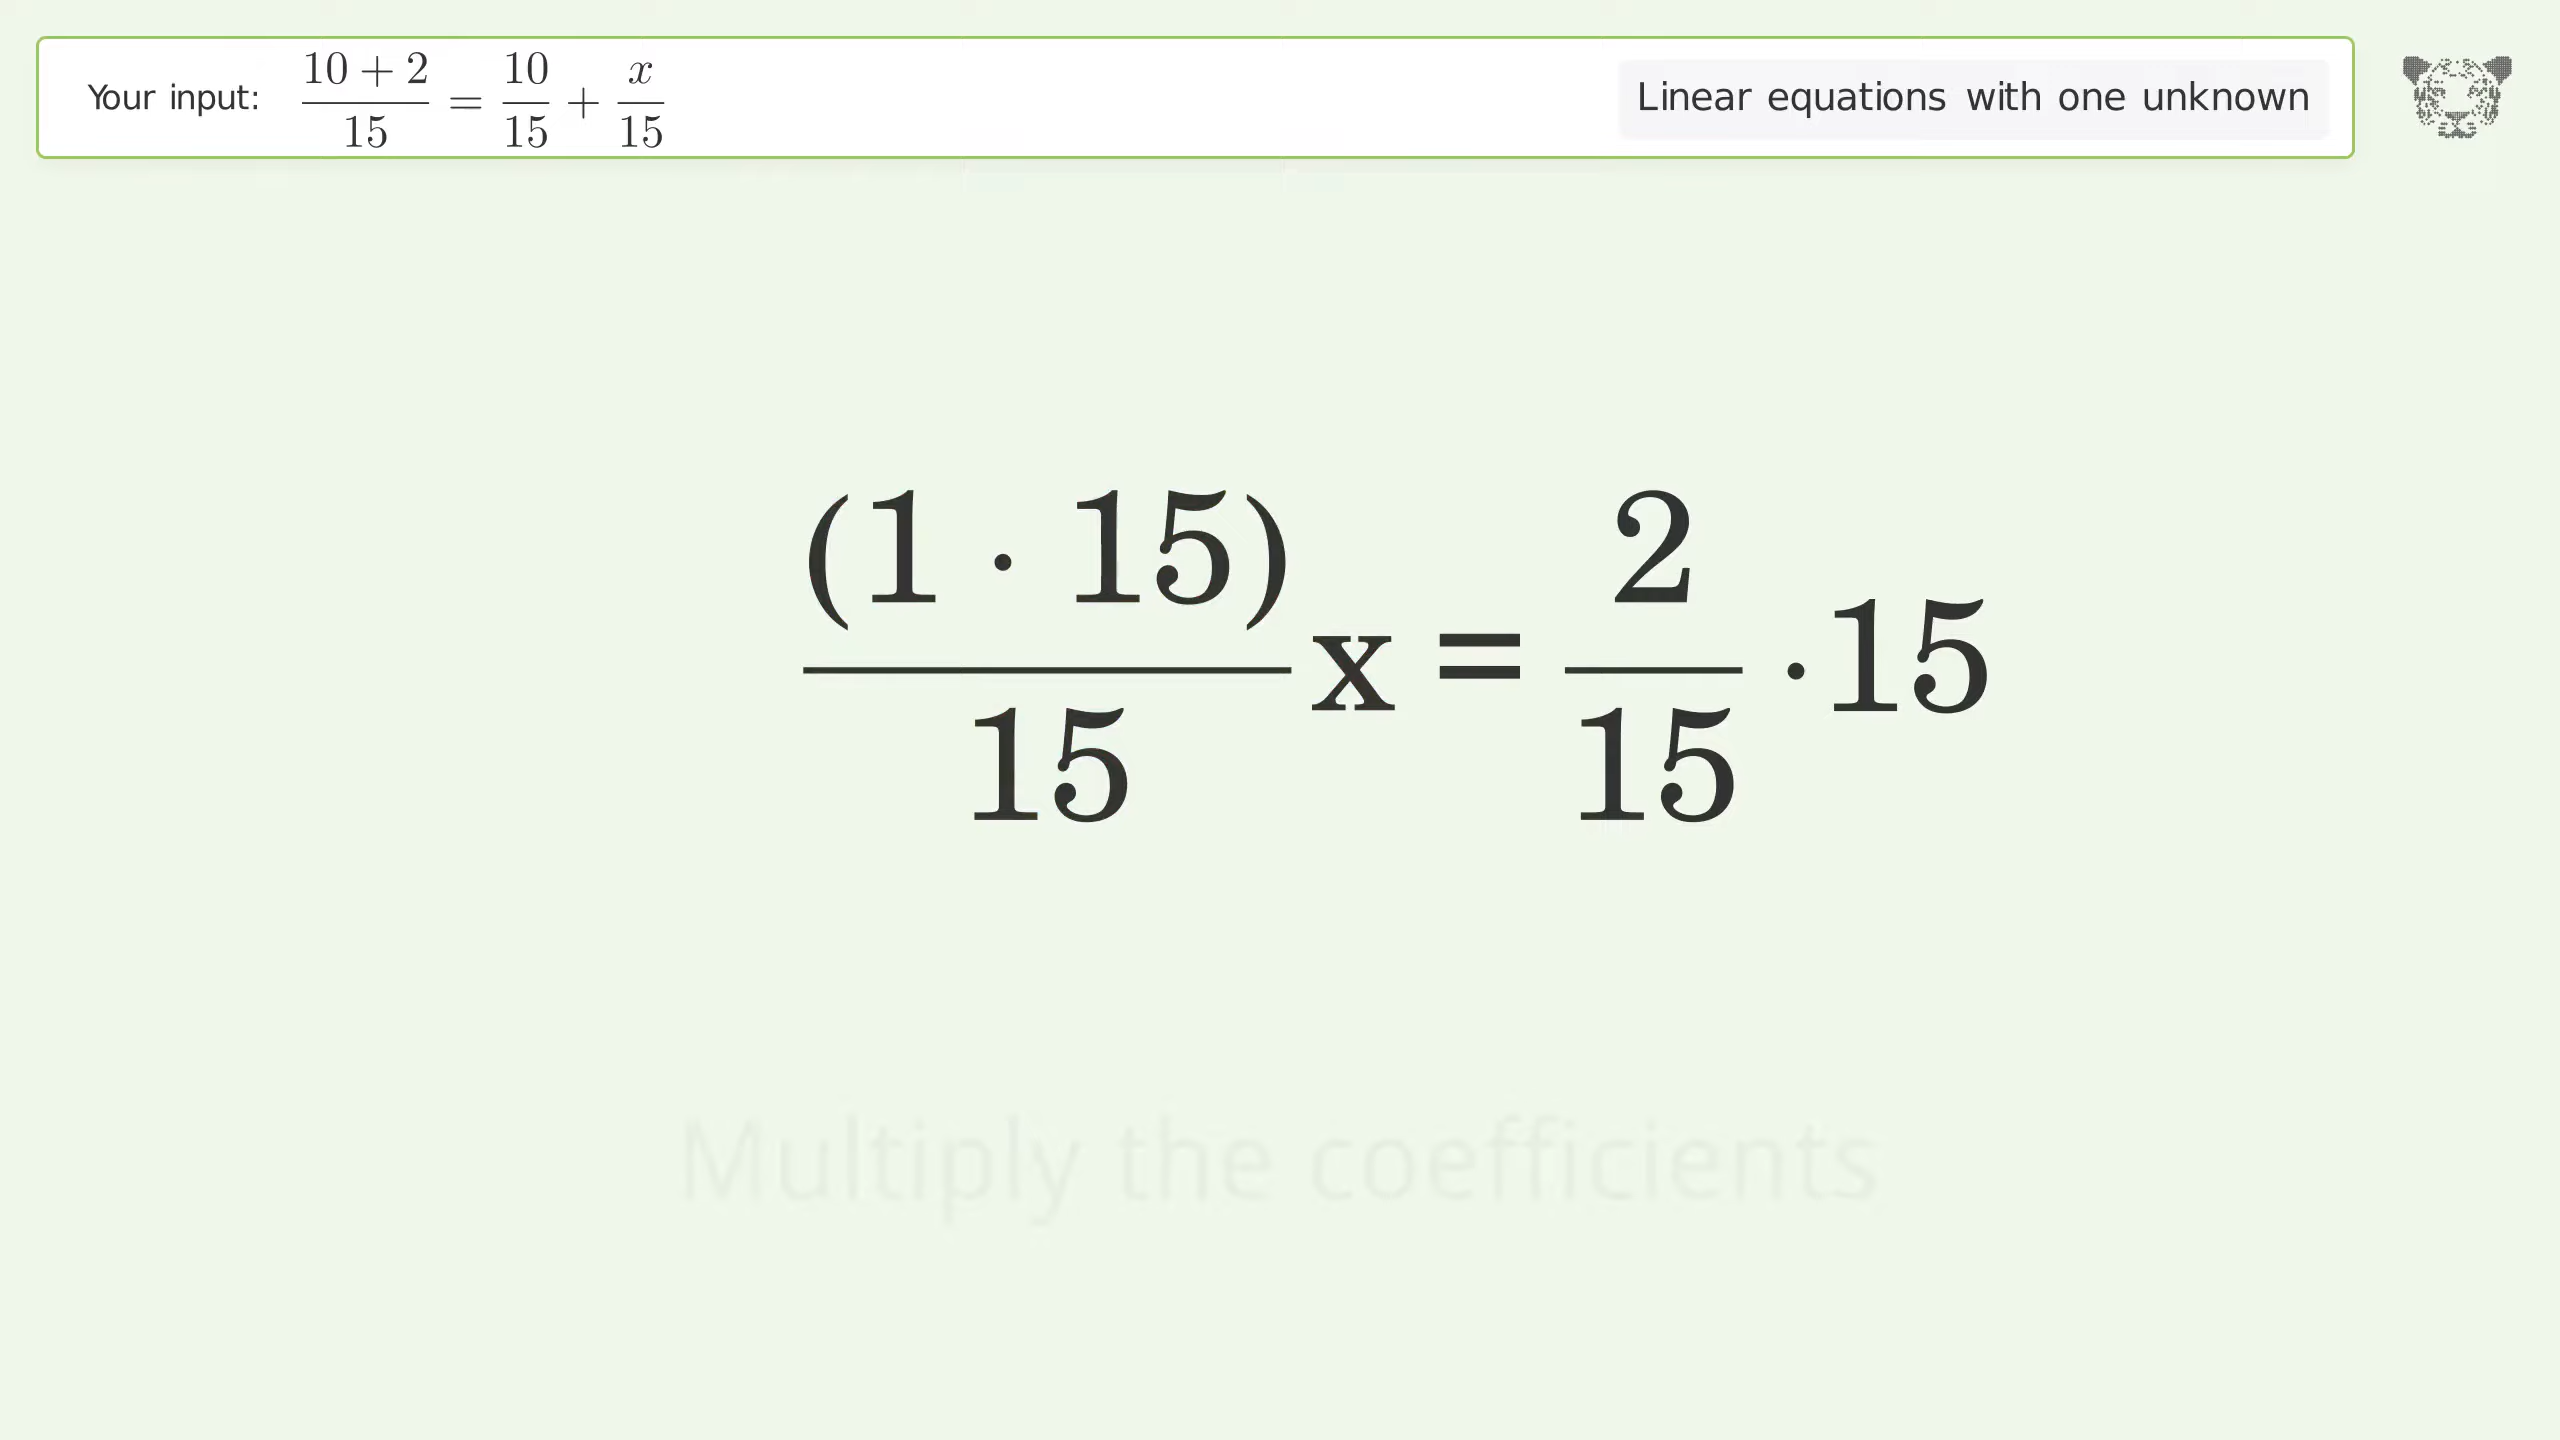 Your input: (10 + 2)/15 = 10/15 + x/15
Linear equations with one unknown
(1 · 15)/15 x = 2/15 · 15
Multiply the coefficients